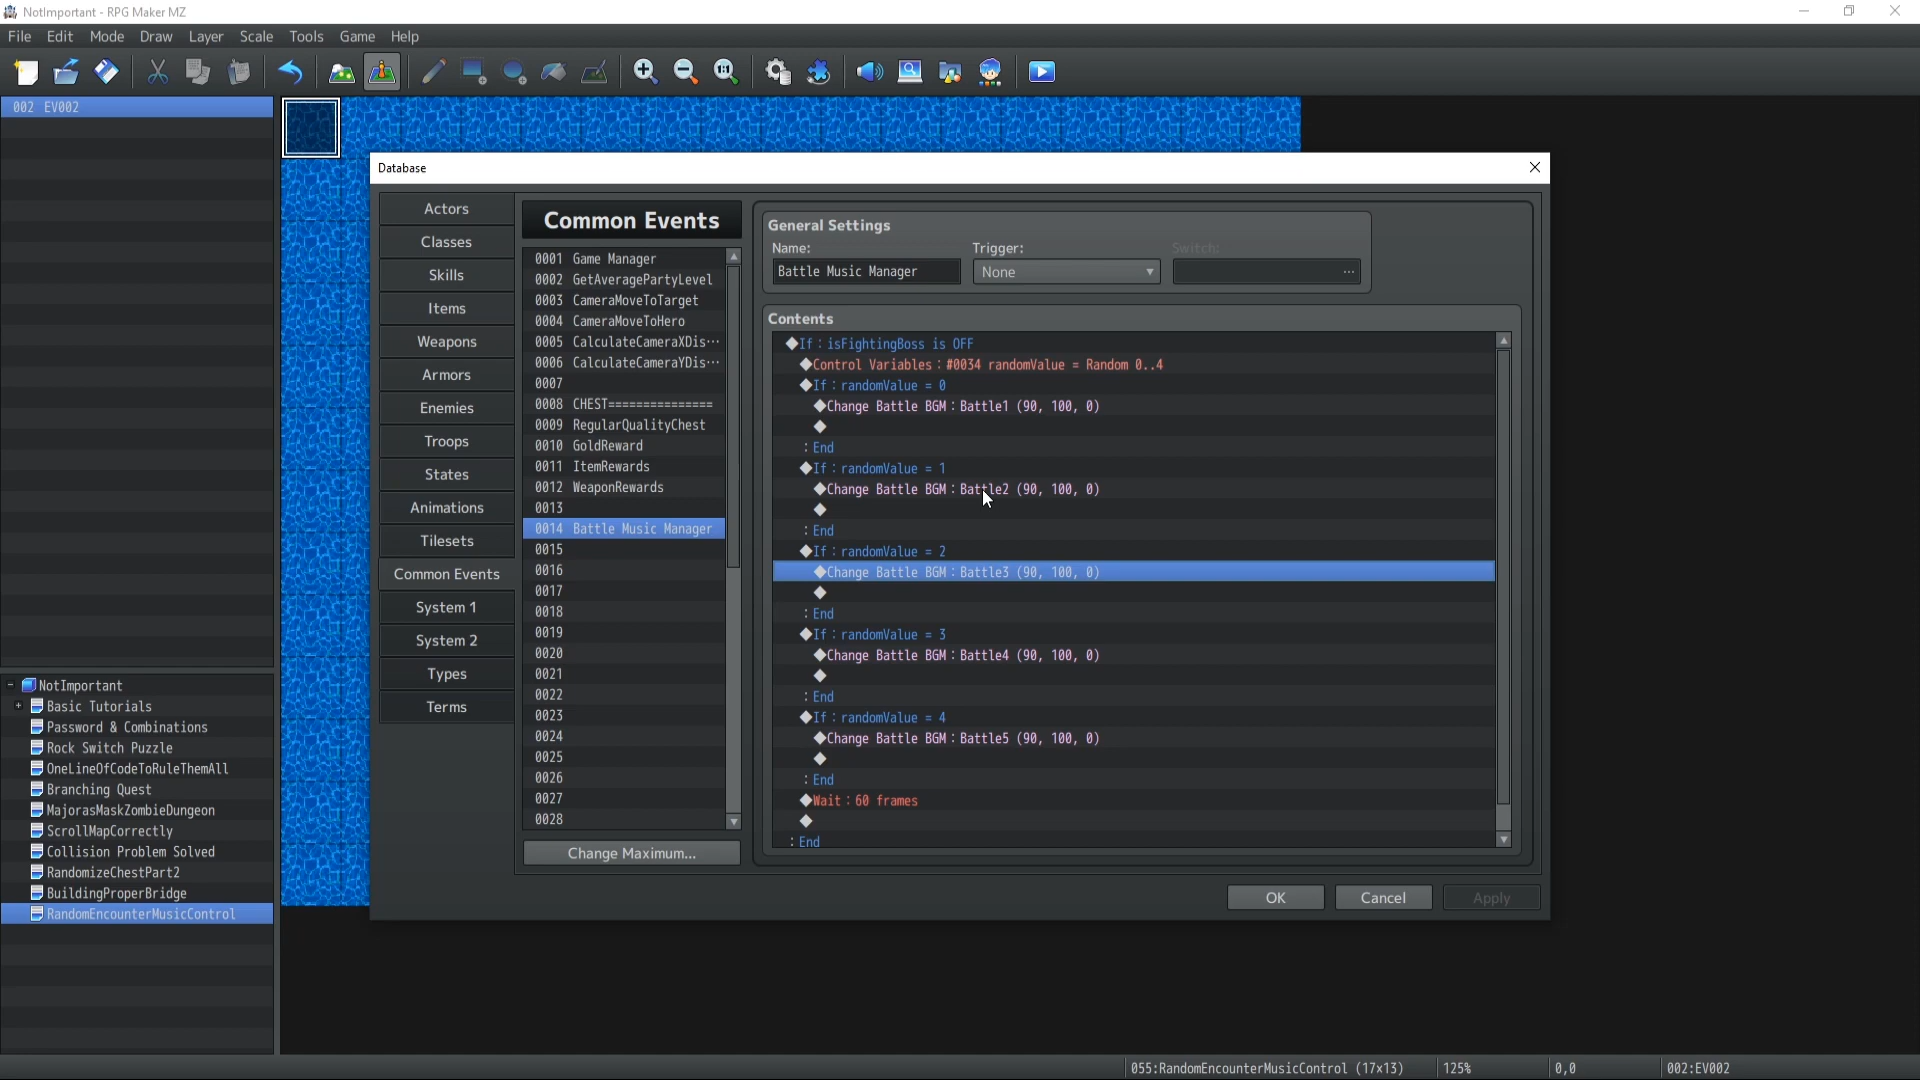 NotImportant - RPG Maker MZ
File Edit Mode Draw Layer Scale Tools Game Help
1:1
002 EV002
Database
Actors
Classes
Skills
Items
Weapons
Armors
Enemies
Troops
States
Animations
Tilesets
Common Events
System 1
System 2
Types
Terms
Common Events
0001 Game Manager
0002 GetAveragePartyLevel
0003 CameraMoveToTarget
0004 CameraMoveToHero
0005 CalculateCameraXDis…
0006 CalculateCameraYDis…
0007
0008 CHEST===============
0009 RegularQualityChest
0010 GoldReward
0011 ItemRewards
0012 WeaponRewards
0013
0014 Battle Music Manager
0015
0016
0017
0018
0019
0020
0021
0022
0023
0024
0025
0026
0027
0028
Change Maximum...
General Settings
Name: Trigger: Switch:
Battle Music Manager None ...
Contents
◆If : isFightingBoss is OFF
◆Control Variables : #0034 randomValue = Random 0..4
◆If : randomValue = 0
◆Change Battle BGM : Battle1 (90, 100, 0)
◆
: End
◆If : randomValue = 1
◆Change Battle BGM : Battle2 (90, 100, 0)
◆
: End
◆If : randomValue = 2
◆Change Battle BGM : Battle3 (90, 100, 0)
◆
: End
◆If : randomValue = 3
◆Change Battle BGM : Battle4 (90, 100, 0)
◆
: End
◆If : randomValue = 4
◆Change Battle BGM : Battle5 (90, 100, 0)
◆
: End
◆Wait : 60 frames
◆
: End
OK Cancel Apply
NotImportant
Basic Tutorials
Password & Combinations
Rock Switch Puzzle
OneLineOfCodeToRuleThemAll
Branching Quest
MajorasMaskZombieDungeon
ScrollMapCorrectly
Collision Problem Solved
RandomizeChestPart2
BuildingProperBridge
RandomEncounterMusicControl
055:RandomEncounterMusicControl (17x13) 125% 0,0 002:EV002